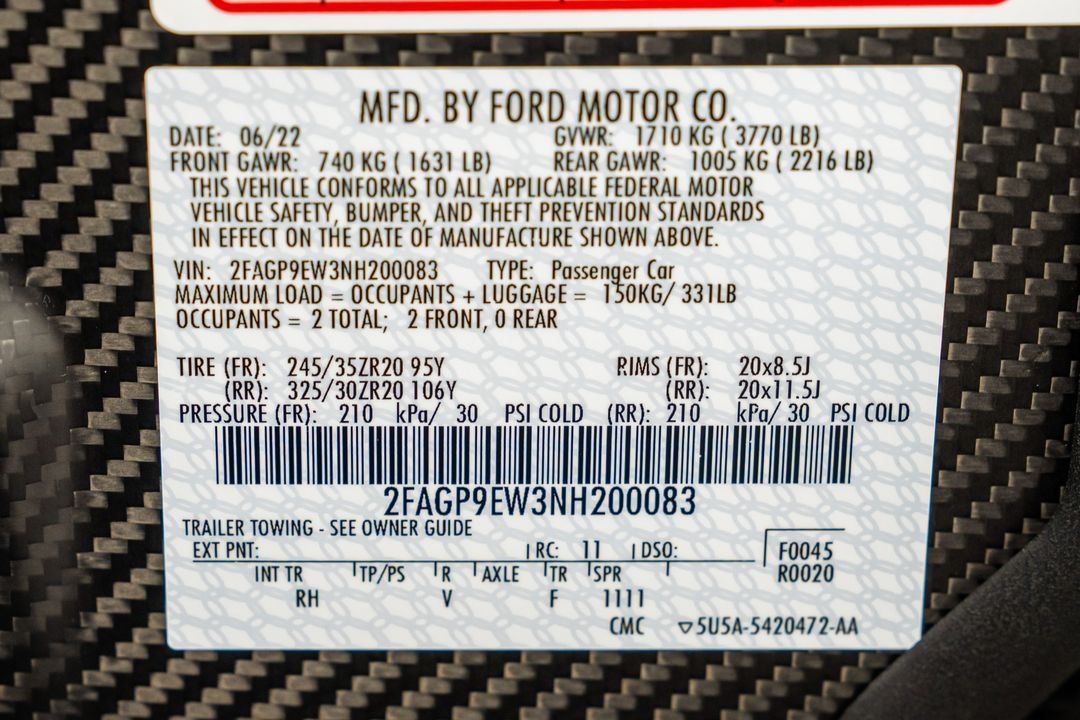 MFD. BY FORD MOTOR CO.
DATE: 06/22 GVWR: 1710 KG ( 3770 LB)
FRONT GAWR: 740 KG ( 1631 LB) REAR GAWR: 1005 KG ( 2216 LB)
THIS VEHICLE CONFORMS TO ALL APPLICABLE FEDERAL MOTOR
VEHICLE SAFETY, BUMPER, AND THEFT PREVENTION STANDARDS
IN EFFECT ON THE DATE OF MANUFACTURE SHOWN ABOVE.
VIN: 2FAGP9EW3NH200083 TYPE: Passenger Car
MAXIMUM LOAD = OCCUPANTS + LUGGAGE = 150KG/ 331LB
OCCUPANTS = 2 TOTAL; 2 FRONT, 0 REAR
TIRE (FR): 245/35ZR20 95Y RIMS (FR): 20x8.5J
(RR): 325/30ZR20 106Y (RR): 20x11.5J
PRESSURE (FR): 210 kPa/ 30 PSI COLD (RR): 210 kPa/ 30 PSI COLD
2FAGP9EW3NH200083
TRAILER TOWING - SEE OWNER GUIDE
EXT PNT: RC: 11 DSO: F0045
INT TR TP/PS R AXLE TR SPR R0020
RH V F 1111
CMC ▽5U5A-5420472-AA